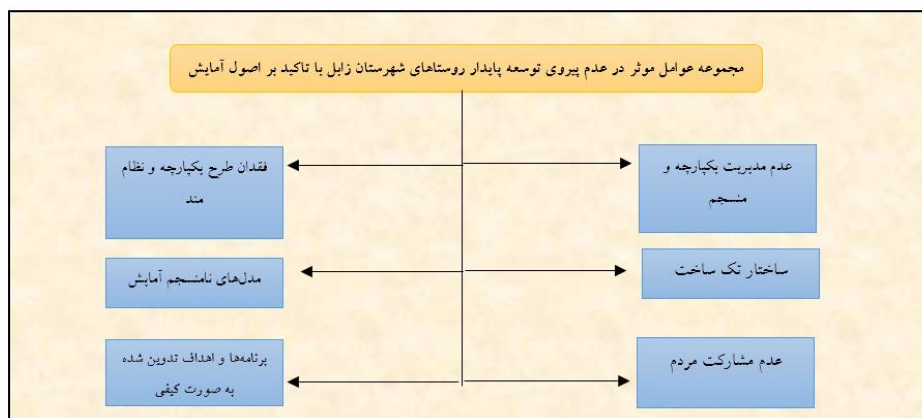 مجموعه عوامل موثر در عدم پیروی توسعه پایدار روستاهای شهرستان زابل با تاکید بر اصول آمایش
عدم مدیریت یکپارچه و
منسجم
فقدان طرح یکپارچه و نظام
مند
ساختار تک ساخت
مدل‌های نامنسجم آمایش
عدم مشارکت مردم
برنامه‌ها و اهداف تدوین شده
به صورت کیفی